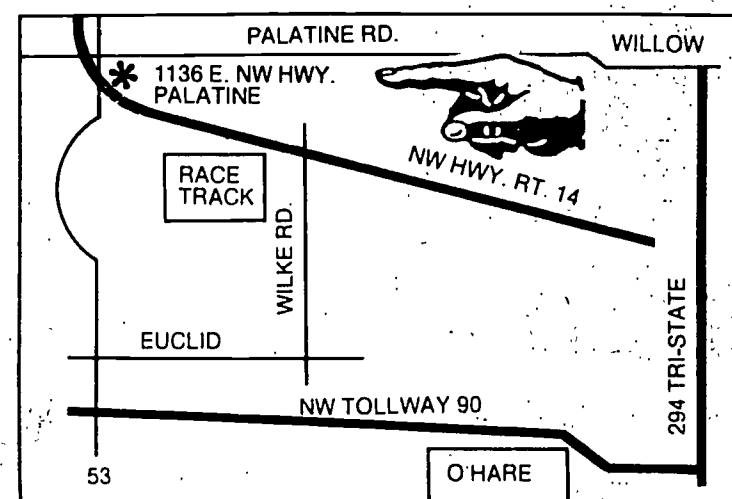 PALATINE RD.
WILLOW
1136 E. NW HWY.
PALATINE
NW HWY. RT. 14
RACE
TRACK
WILKE RD.
294 TRI-STATE
EUCLID
NW TOLLWAY 90
53
O'HARE